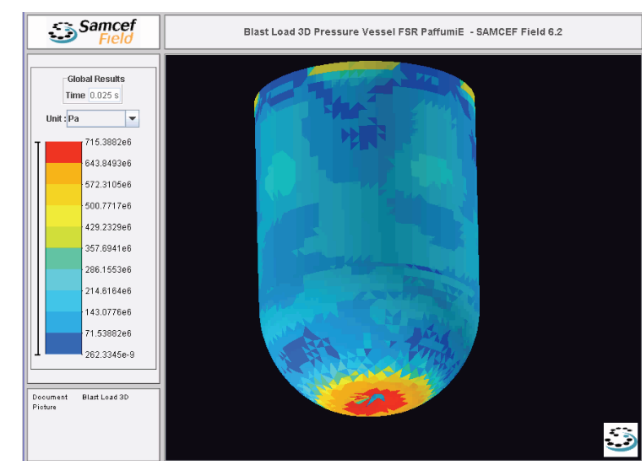 Samcef
Field
Blast Load 3D Pressure Vessel FSR PaffumiE - SAMCEF Field 6.2
Global Results
Time 0.025 s
Unit : Pa
715.3882e6
643.8493e6
572.3105e6
500.7717e6
429.2329e6
357.6941e6
286.1553e6
214.6164e6
143.0776e6
71.53882e6
262.3345e-9
Document Blast Load 3D
Picture